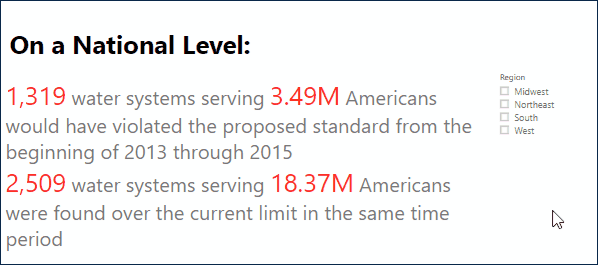 On a National Level:
1,319 water systems serving 3.49M Americans
would have violated the proposed standard from the
beginning of 2013 through 2015
2,509 water systems serving 18.37M Americans
were found over the current limit in the same time
period
Region
Midwest
Northeast
South
West